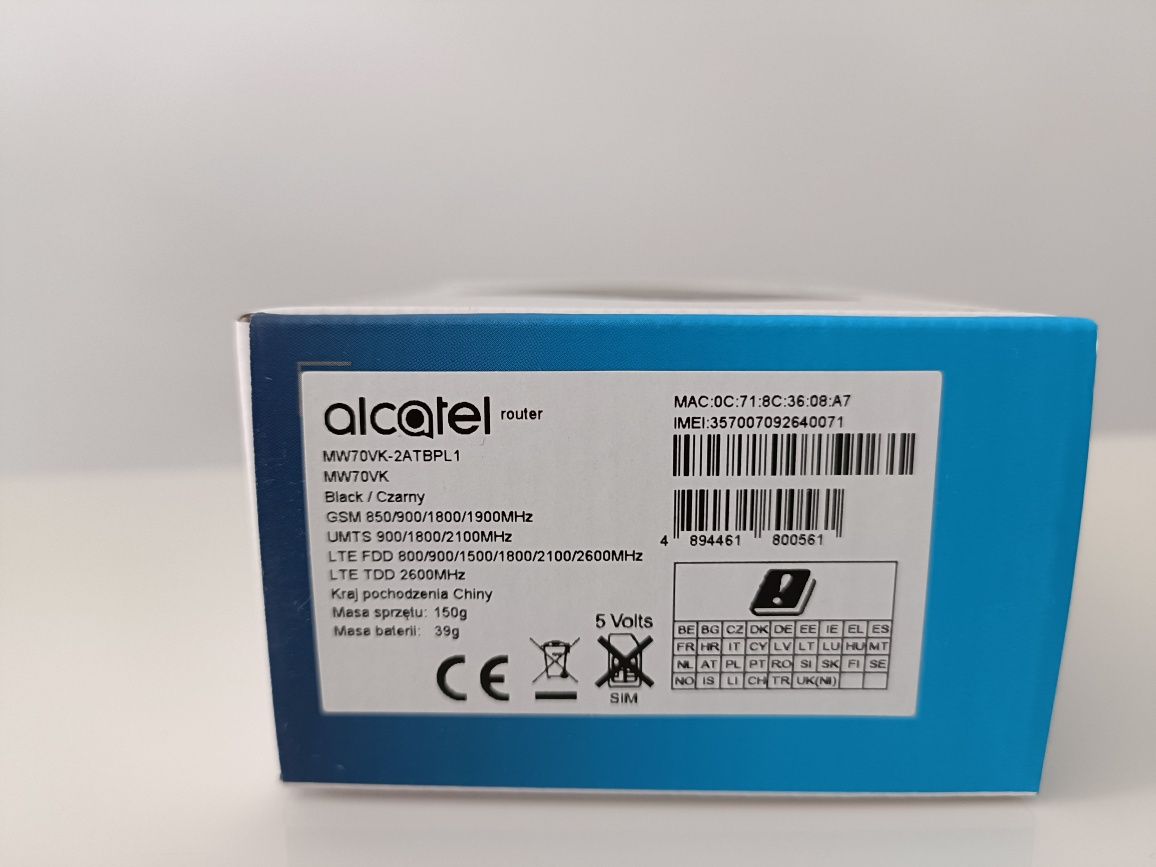 alcatel router
MW70VK-2ATBPL1
MW70VK
Black / Czarny
GSM 850/900/1800/1900MHz
UMTS 900/1800/2100MHz
LTE FDD 800/900/1500/1800/2100/2600MHz
LTE TDD 2600MHz
Kraj pochodzenia Chiny
Masa sprzętu: 150g
Masa baterii: 39g
CE
5 Volts
SIM
MAC:0C:71:8C:36:08:A7
IMEI:357007092640071
4 894461 800561
BE BG CZ DK DE EE IE EL ES
FR HR IT CY LV LT LU HU MT
NL AT PL PT RO SI SK FI SE
NO IS LI CH TR UK(NI)